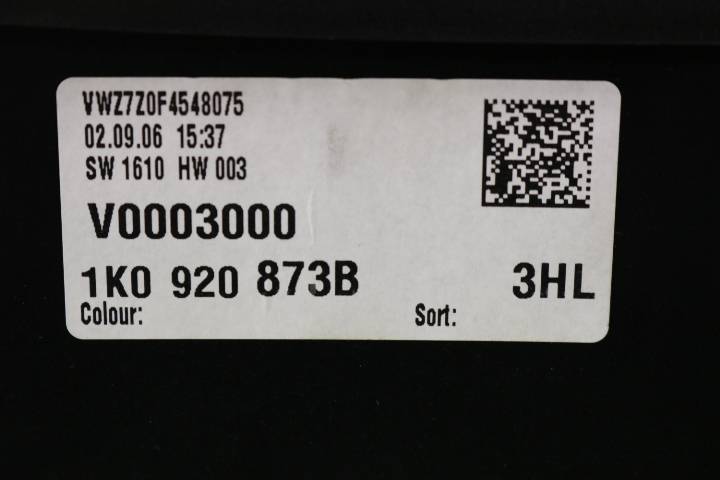 VWZ7Z0F4548075
02.09.06 15:37
SW 1610 HW 003
V0003000
1K0 920 873B 3HL
Colour: Sort: